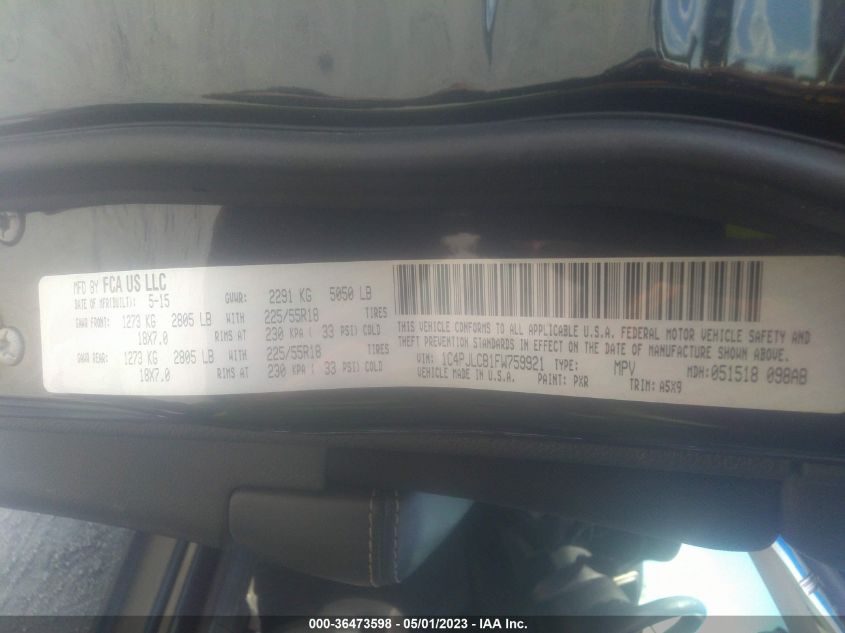 MFD BY FCA US LLC
DATE OF MFR(BUILT): 5-15 GVWR: 2291 KG 5050 LB
GAWR FRONT: 1273 KG 2805 LB WITH 225/55R18 TIRES
18X7.0 RIMS AT 230 KPA ( 33 PSI) COLD
GAWR REAR: 1273 KG 2805 LB WITH 225/55R18 TIRES
18X7.0 RIMS AT 230 KPA ( 33 PSI) COLD
THIS VEHICLE CONFORMS TO ALL APPLICABLE U.S.A. FEDERAL MOTOR VEHICLE SAFETY AND
THEFT PREVENTION STANDARDS IN EFFECT ON THE DATE OF MANUFACTURE SHOWN ABOVE.
VIN: 1C4PJLCB1FW759921 TYPE: MPV MDH: 051518 098AB
VEHICLE MADE IN U.S.A. PAINT: PXR TRIM: A5X9
000-36473598 - 05/01/2023 - IAA Inc.